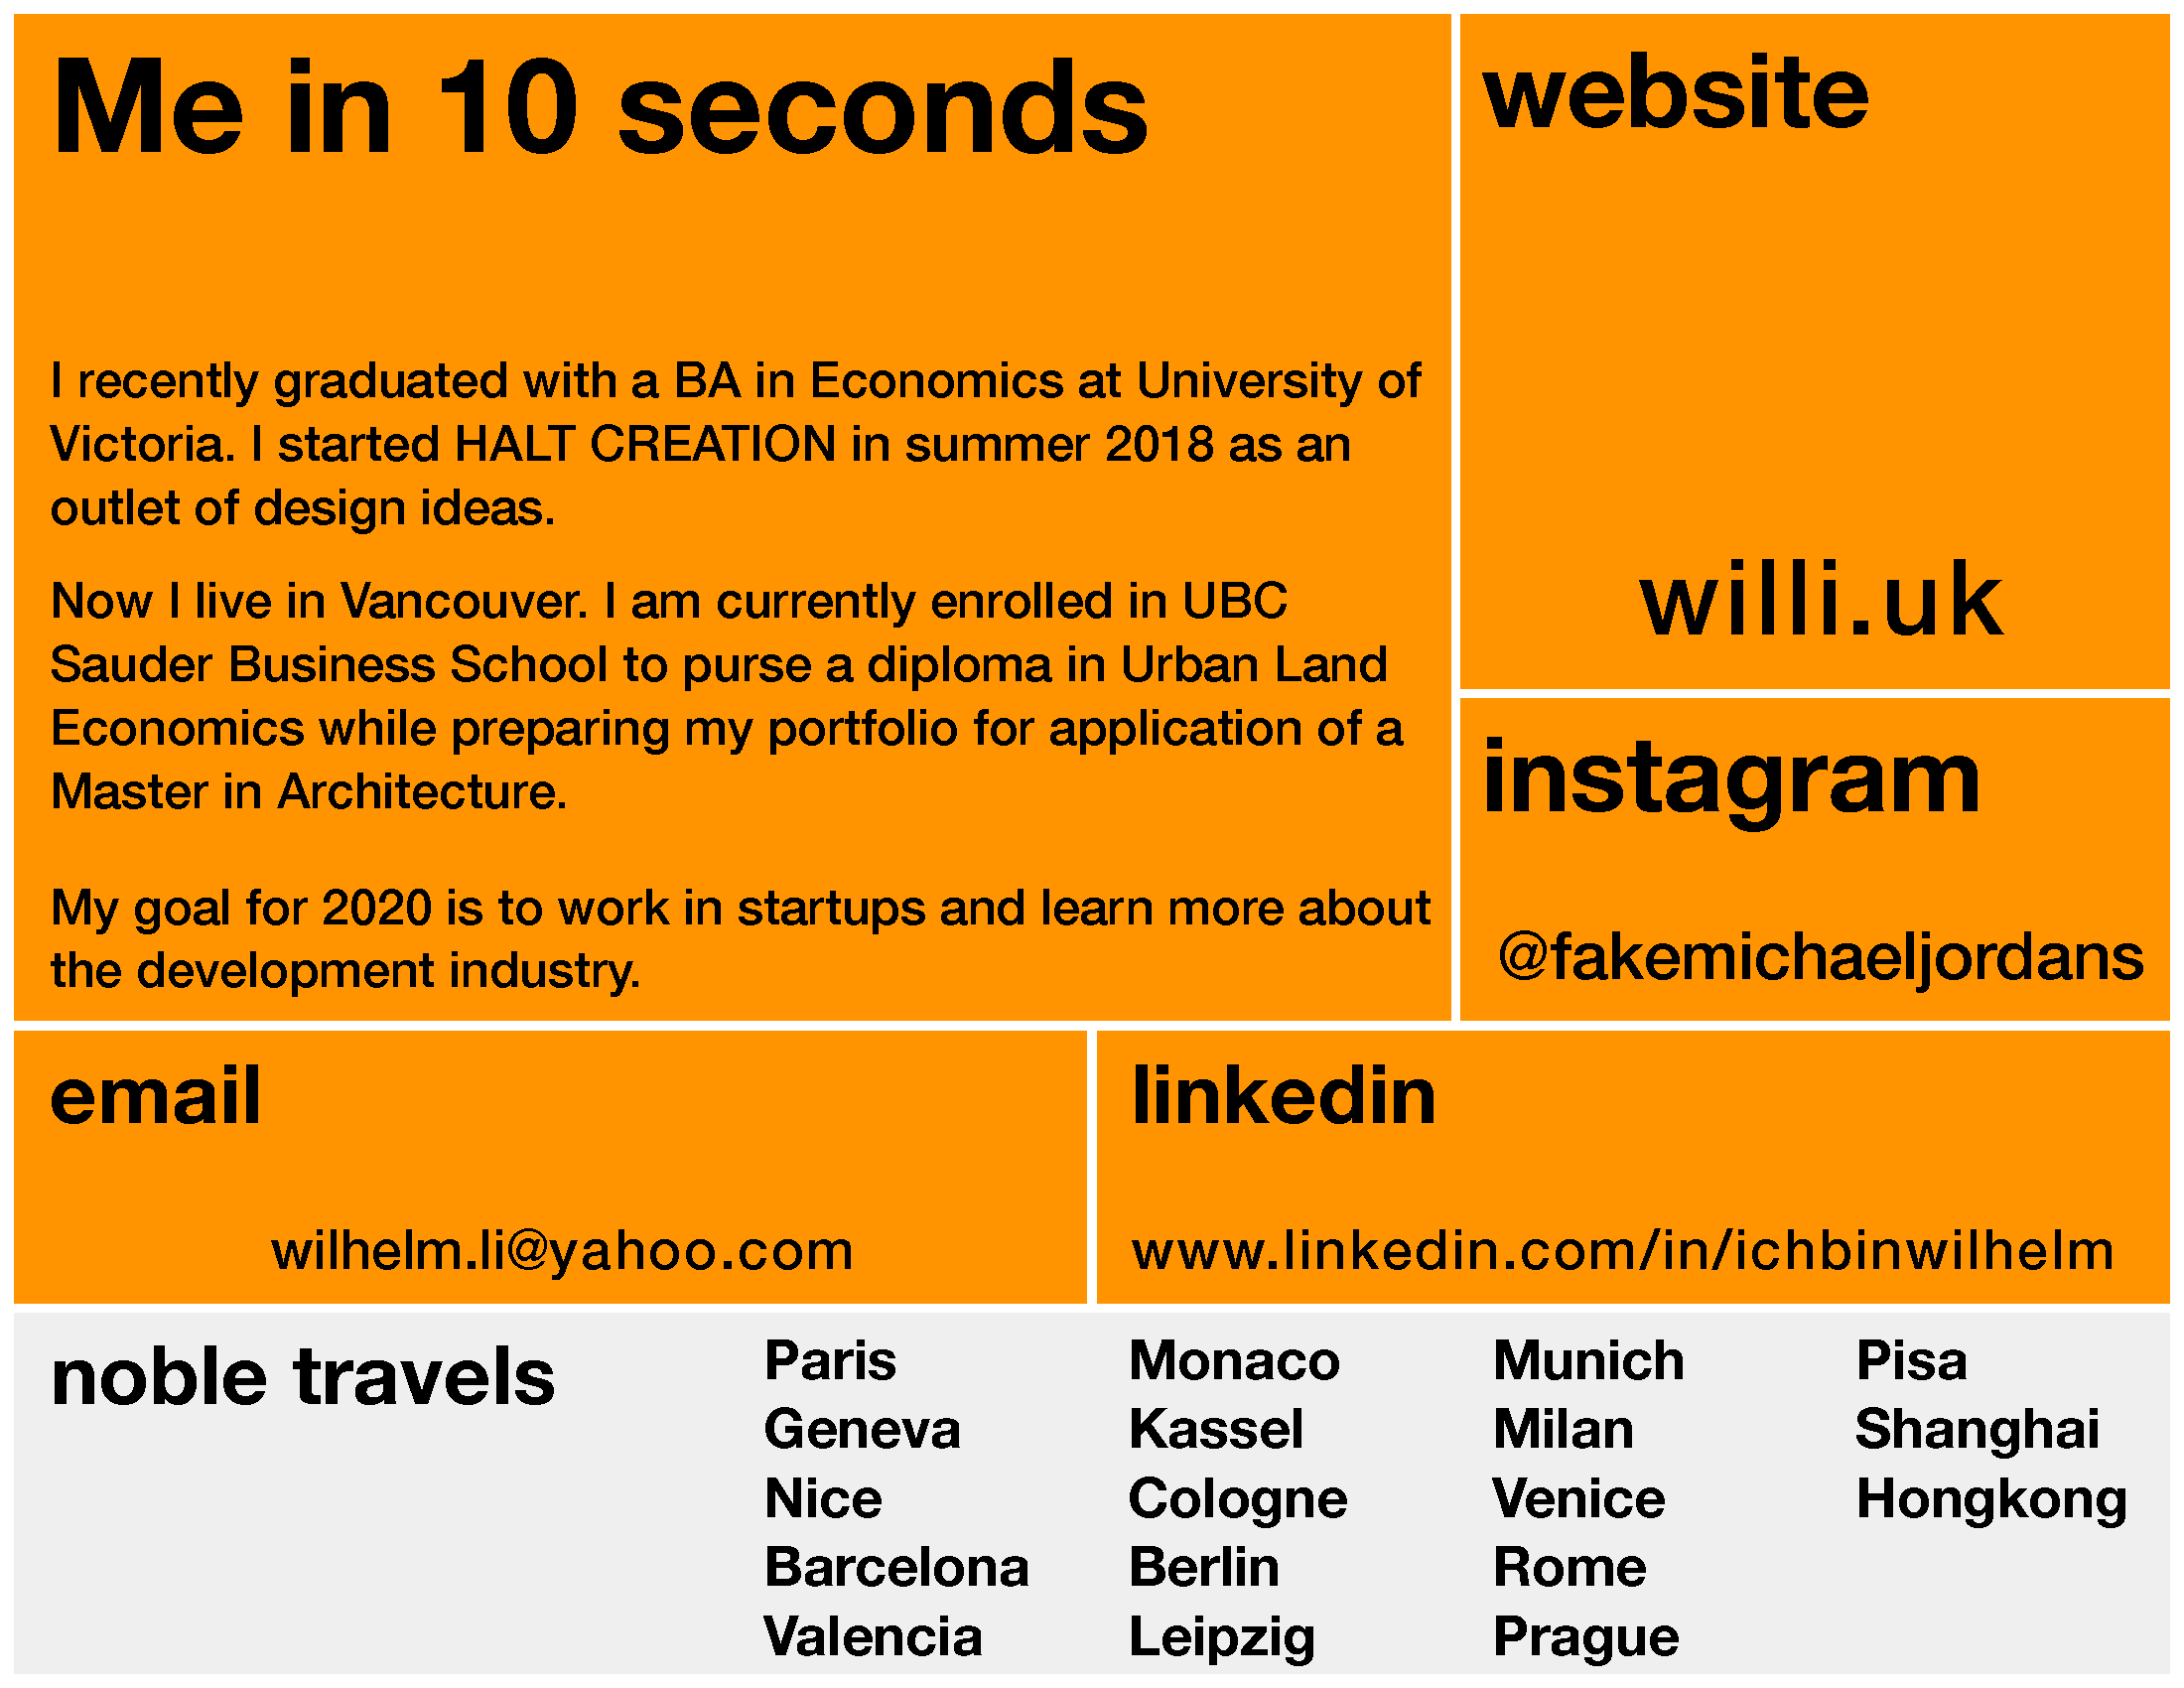 Me in 10 seconds
I recently graduated with a BA in Economics at University of
Victoria. I started HALT CREATION in summer 2018 as an
outlet of design ideas.
Now I live in Vancouver. I am currently enrolled in UBC
Sauder Business School to purse a diploma in Urban Land
Economics while preparing my portfolio for application of a
Master in Architecture.
My goal for 2020 is to work in startups and learn more about
the development industry.
website
willi.uk
instagram
@fakemichaeljordans
email
wilhelm.li@yahoo.com
linkedin
www.linkedin.com/in/ichbinwilhelm
noble travels
Paris
Geneva
Nice
Barcelona
Valencia
Monaco
Kassel
Cologne
Berlin
Leipzig
Munich
Milan
Venice
Rome
Prague
Pisa
Shanghai
Hongkong